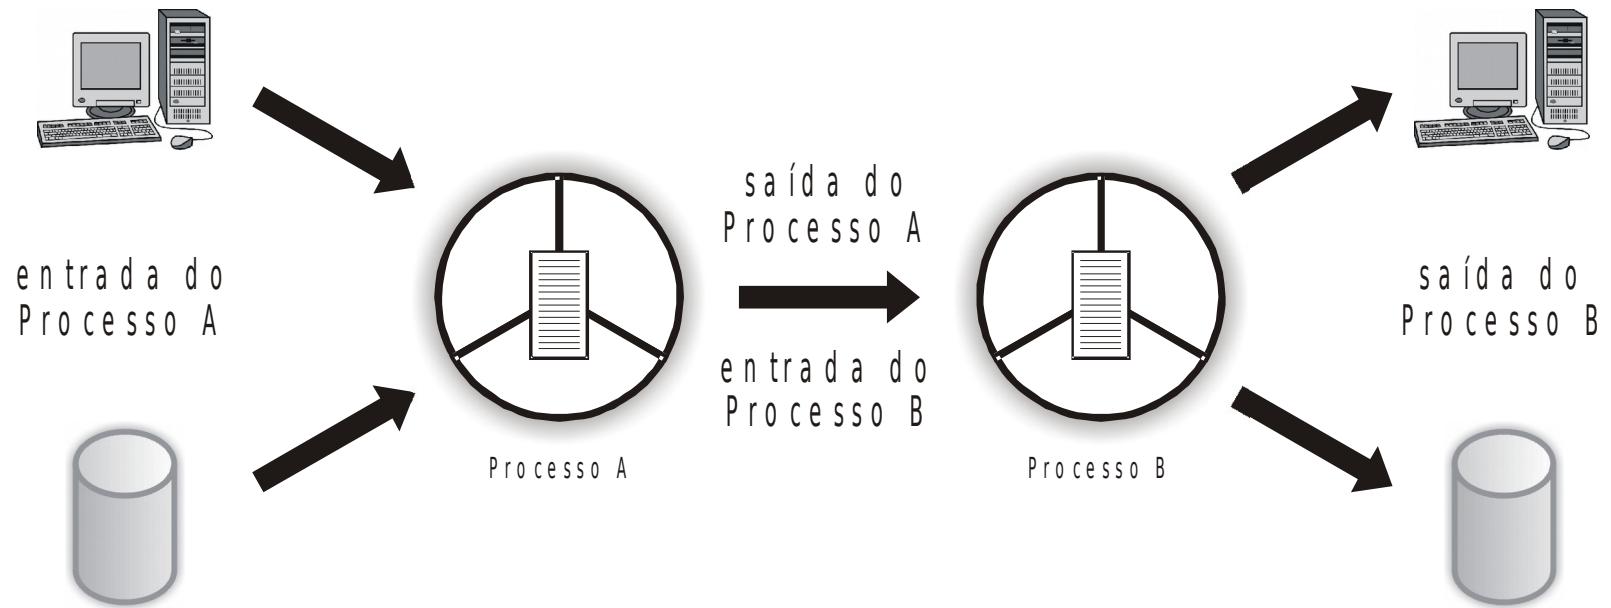 entrada do
Processo A
Processo A
saída do
Processo A
entrada do
Processo B
Processo B
saída do
Processo B